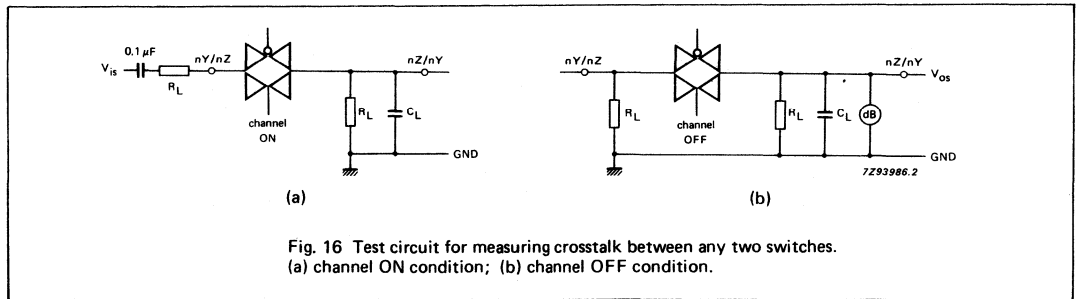 0.1 µF
V_is
R_L
nY/nZ
channel
ON
nZ/nY
R_L
C_L
GND
(a)
nY/nZ
R_L
channel
OFF
nZ/nY
V_os
R_L
C_L
dB
GND
7Z93986.2
(b)
Fig. 16 Test circuit for measuring crosstalk between any two switches.
(a) channel ON condition; (b) channel OFF condition.